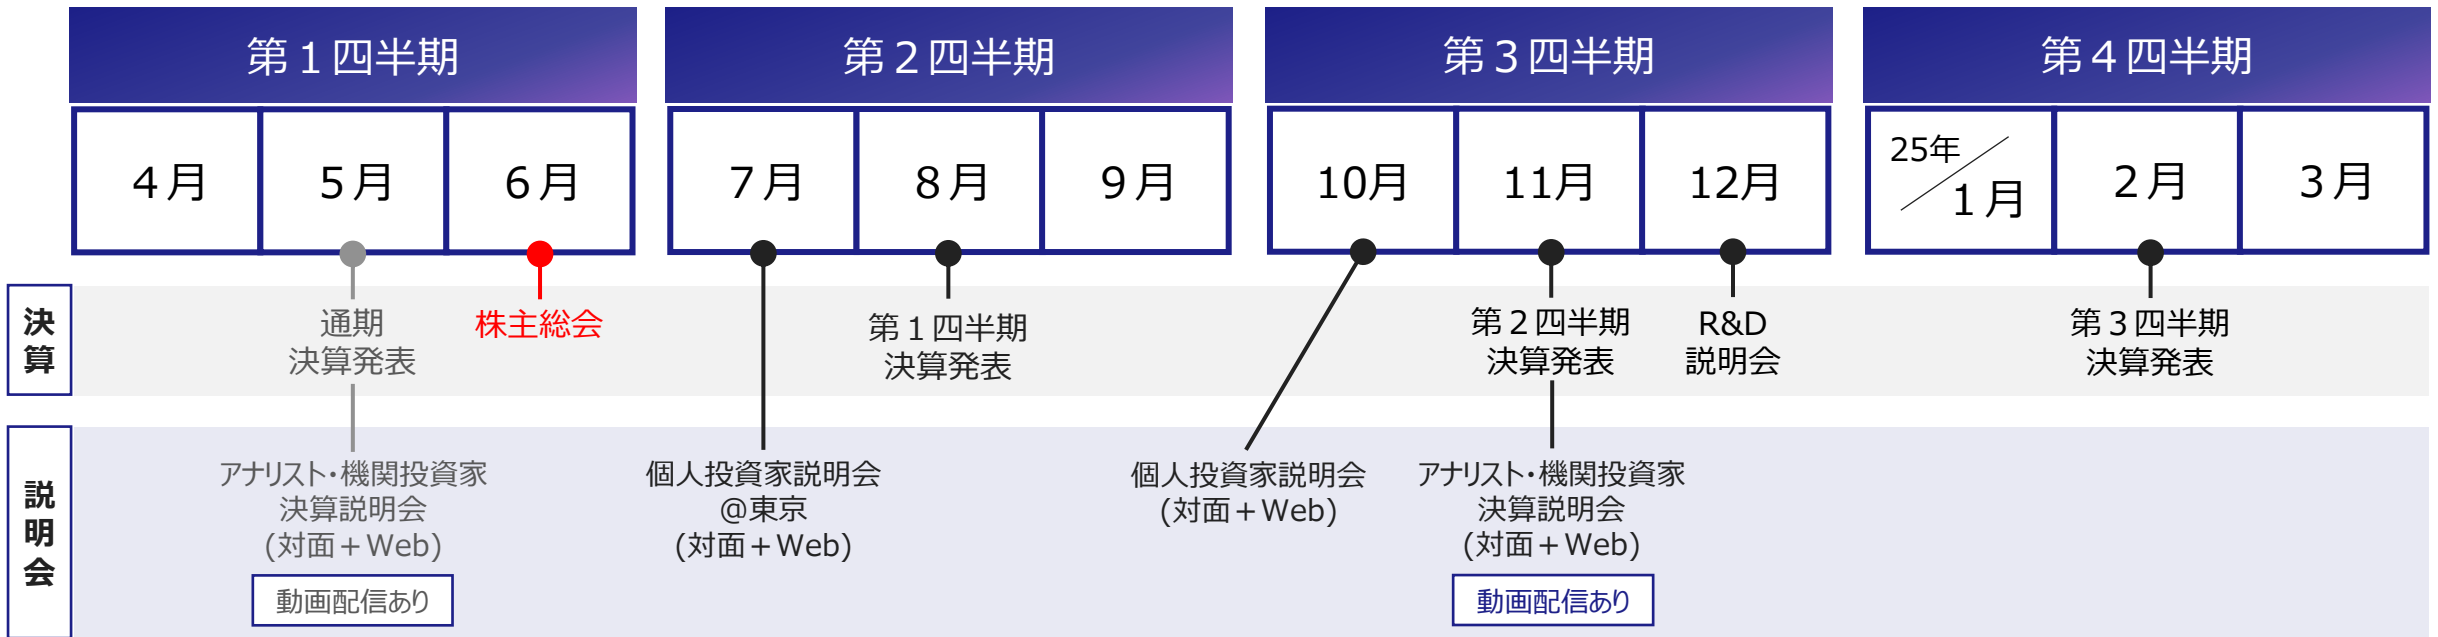 第１四半期
第２四半期
第３四半期
第４四半期
４月
５月
６月
７月
８月
９月
10月
11月
12月
25年
１月
２月
３月
決算
通期
決算発表
株主総会
第１四半期
決算発表
第２四半期
決算発表
R&D
説明会
第３四半期
決算発表
説明会
アナリスト・機関投資家
決算説明会
(対面＋Web)
動画配信あり
個人投資家説明会
@東京
(対面＋Web)
個人投資家説明会
(対面＋Web)
アナリスト・機関投資家
決算説明会
(対面＋Web)
動画配信あり